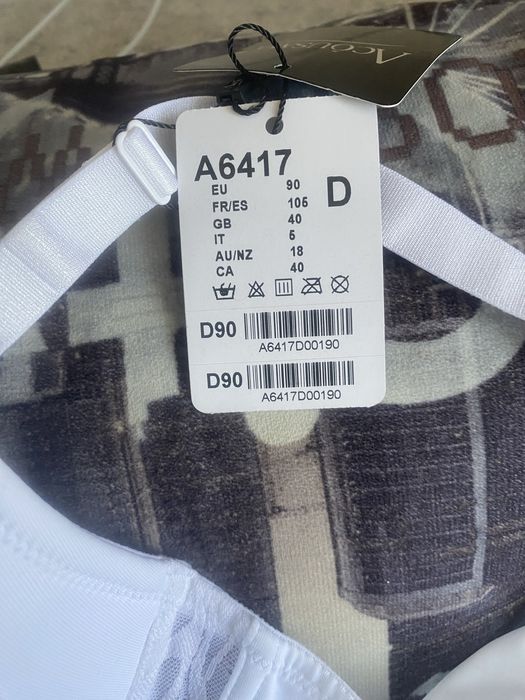 A6417
EU 90
FR/ES 105
GB 40
IT 5
AU/NZ 18
CA 40
D
D90
A6417D00190
D90
A6417D00190